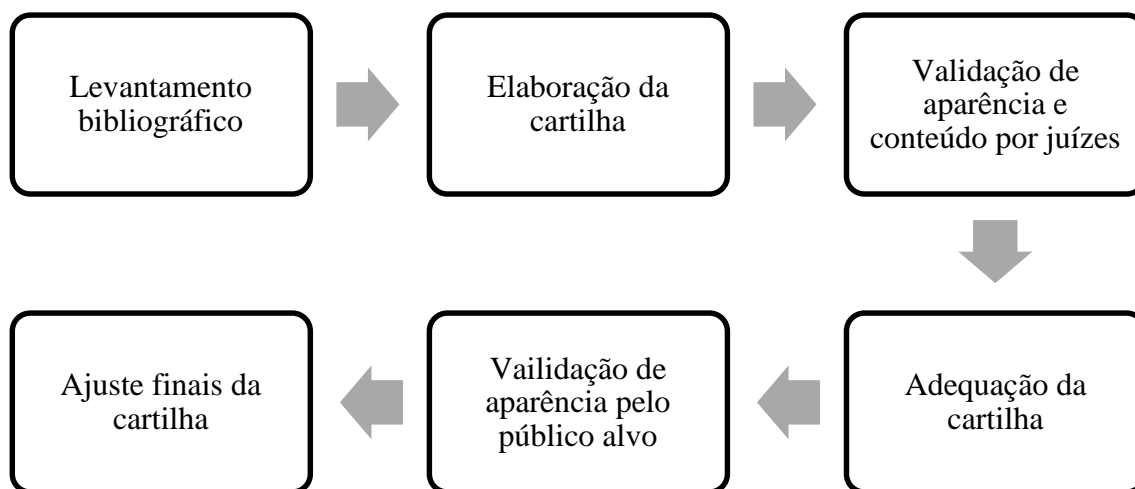 Levantamento
bibliográfico
Elaboração da
cartilha
Validação de
aparência e
conteúdo por juízes
Adequação da
cartilha
Vailidação de
aparência pelo
público alvo
Ajuste finais da
cartilha